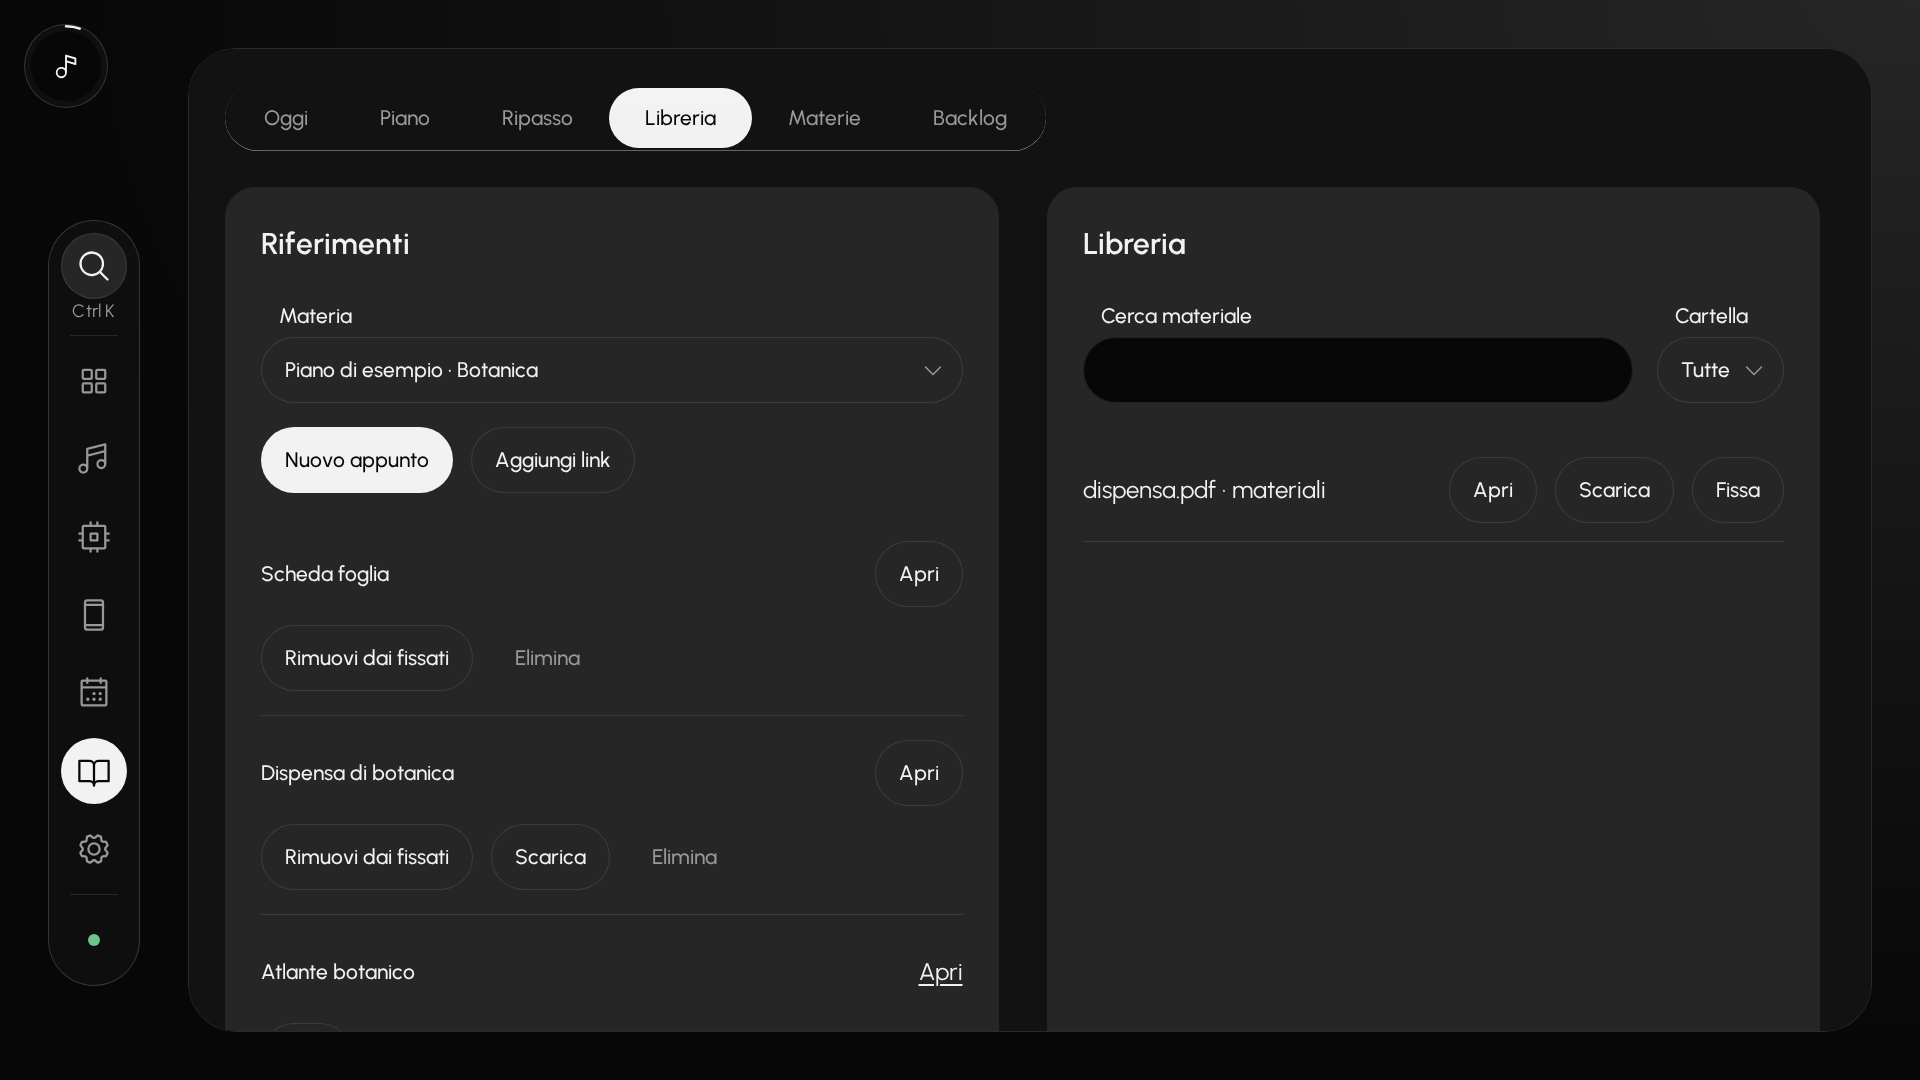 Oggi Piano Ripasso Libreria Materie Backlog
Ctrl K
Riferimenti
Materia
Piano di esempio · Botanica
Nuovo appunto Aggiungi link
Scheda foglia Apri
Rimuovi dai fissati Elimina
Dispensa di botanica Apri
Rimuovi dai fissati Scarica Elimina
Atlante botanico Apri
Libreria
Cerca materiale Cartella
Tutte
dispensa.pdf · materiali Apri Scarica Fissa